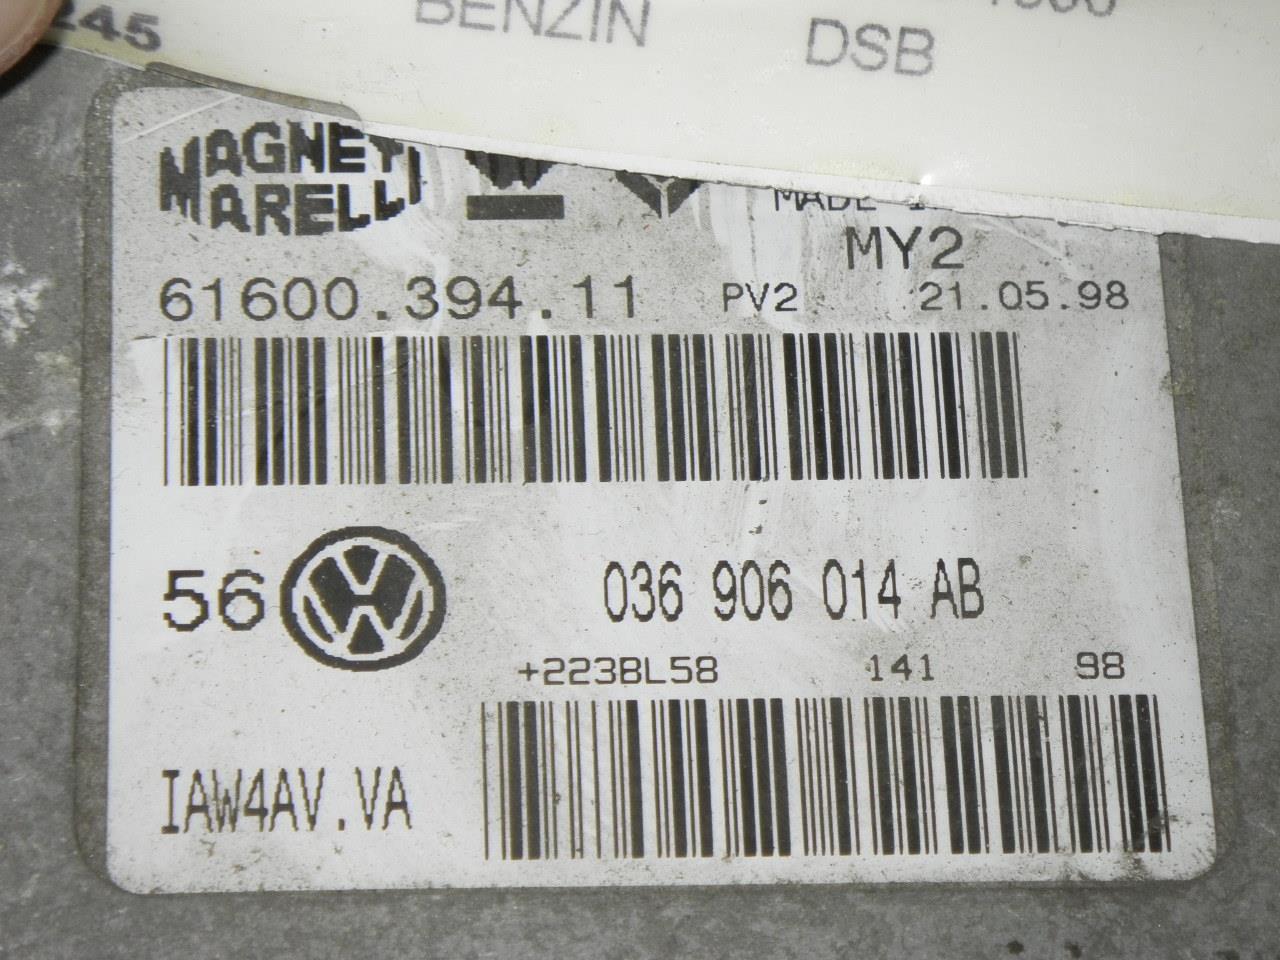 245 BENZIN DSB
MAGNETI
MARELLI
MADE
MY2
61600.394.11 PV2 21.05.98
56 036 906 014 AB
+223BL58 141 98
IAW4AV.VA